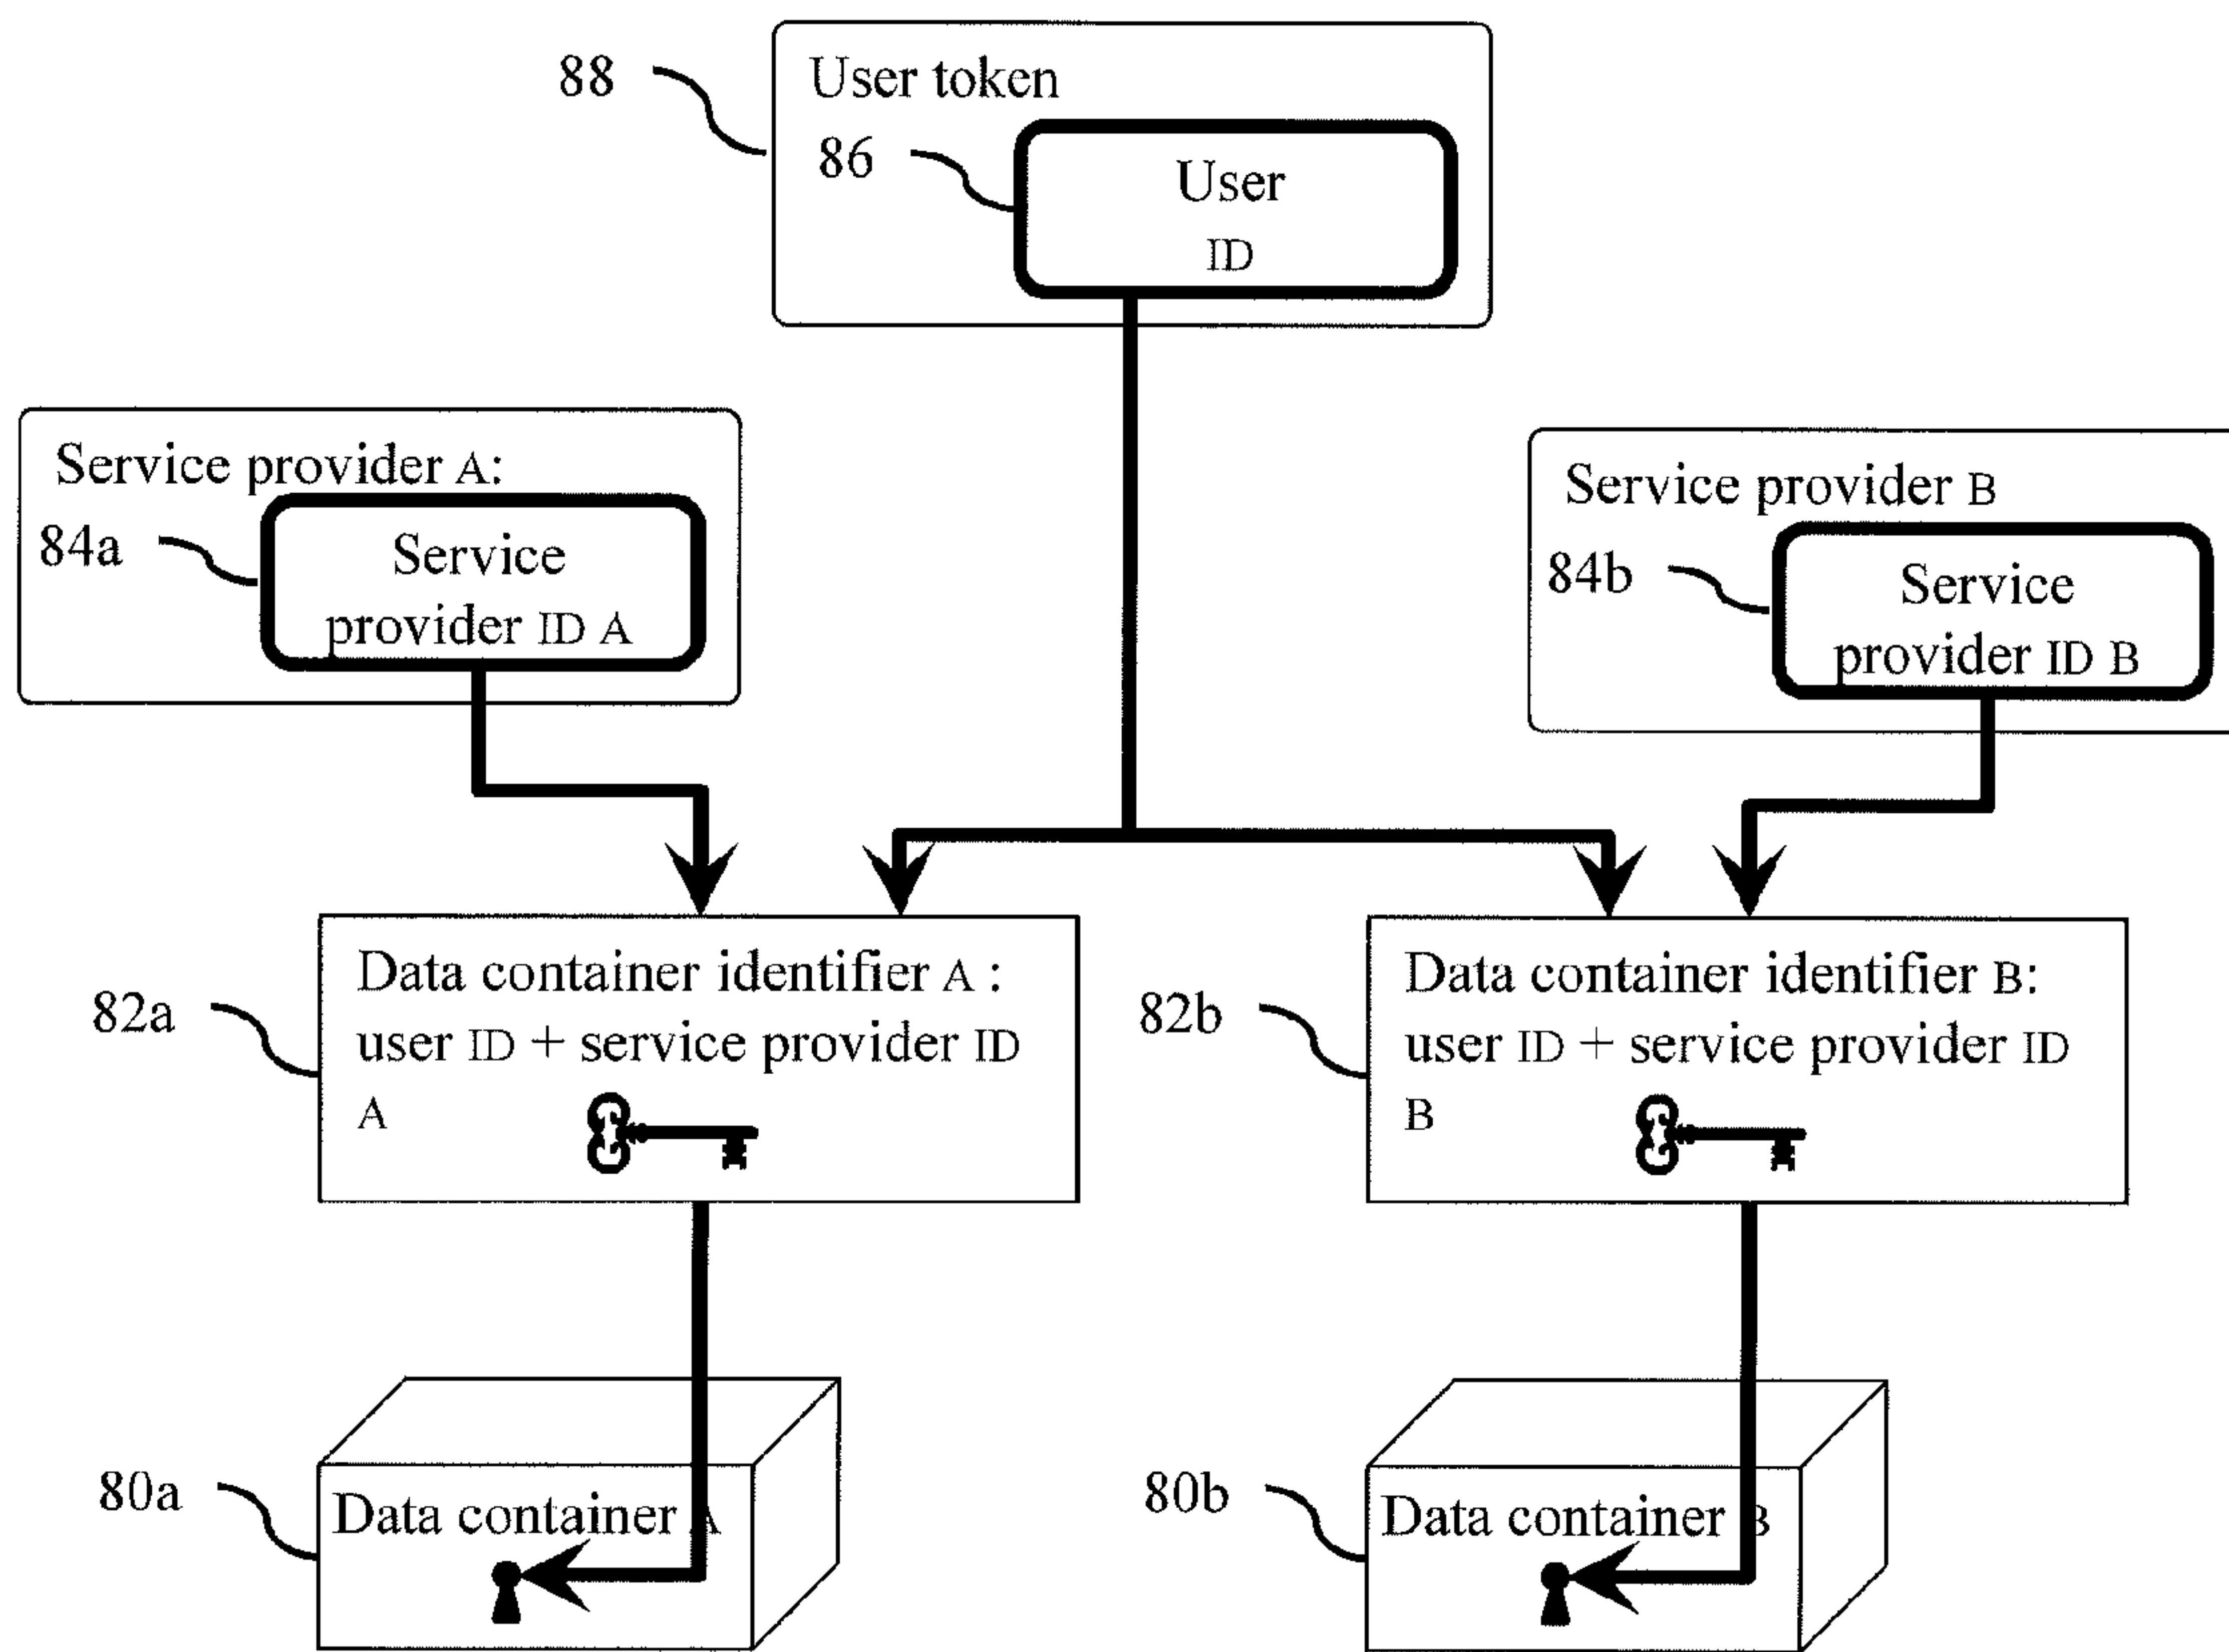 88
User token
86
User
ID
Service provider A:
84a
Service
provider ID A
Service provider B
84b
Service
provider ID B
82a
Data container identifier A :
user ID + service provider ID
A
82b
Data container identifier B:
user ID + service provider ID
B
80a
Data container A
80b
Data container B